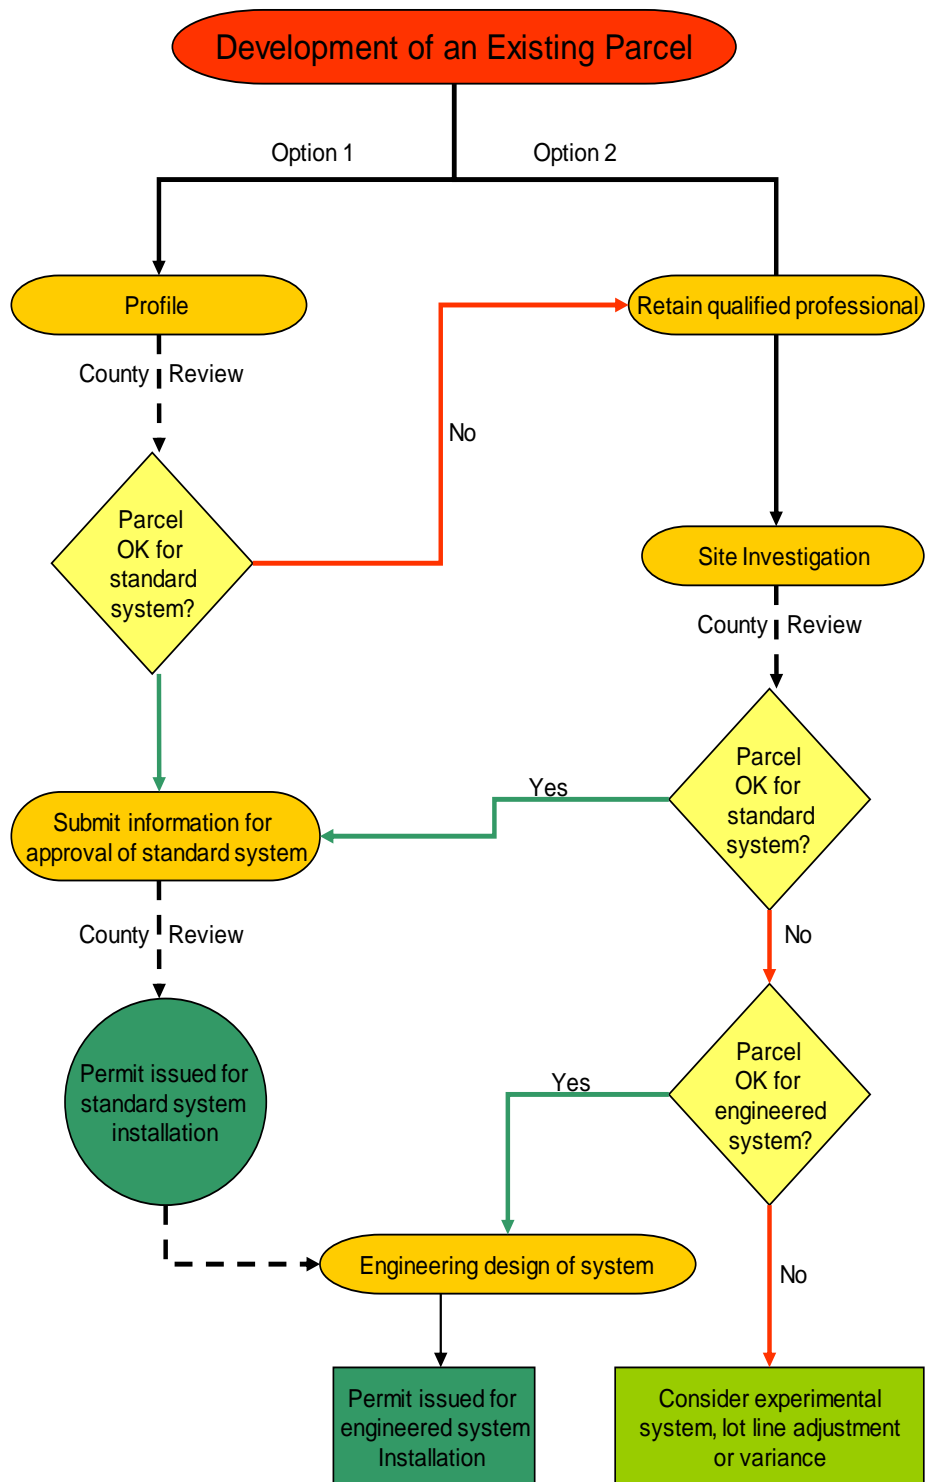 Development of an Existing Parcel
Option 1
Option 2
Profile
Retain qualified professional
County Review
No
Parcel
OK for
standard
system?
Site Investigation
County Review
Parcel
OK for
standard
system?
Yes
Submit information for
approval of standard system
No
County Review
Parcel
OK for
engineered
system?
Yes
Permit issued for
standard system
installation
Engineering design of system
No
Permit issued for
engineered system
Installation
Consider experimental
system, lot line adjustment
or variance